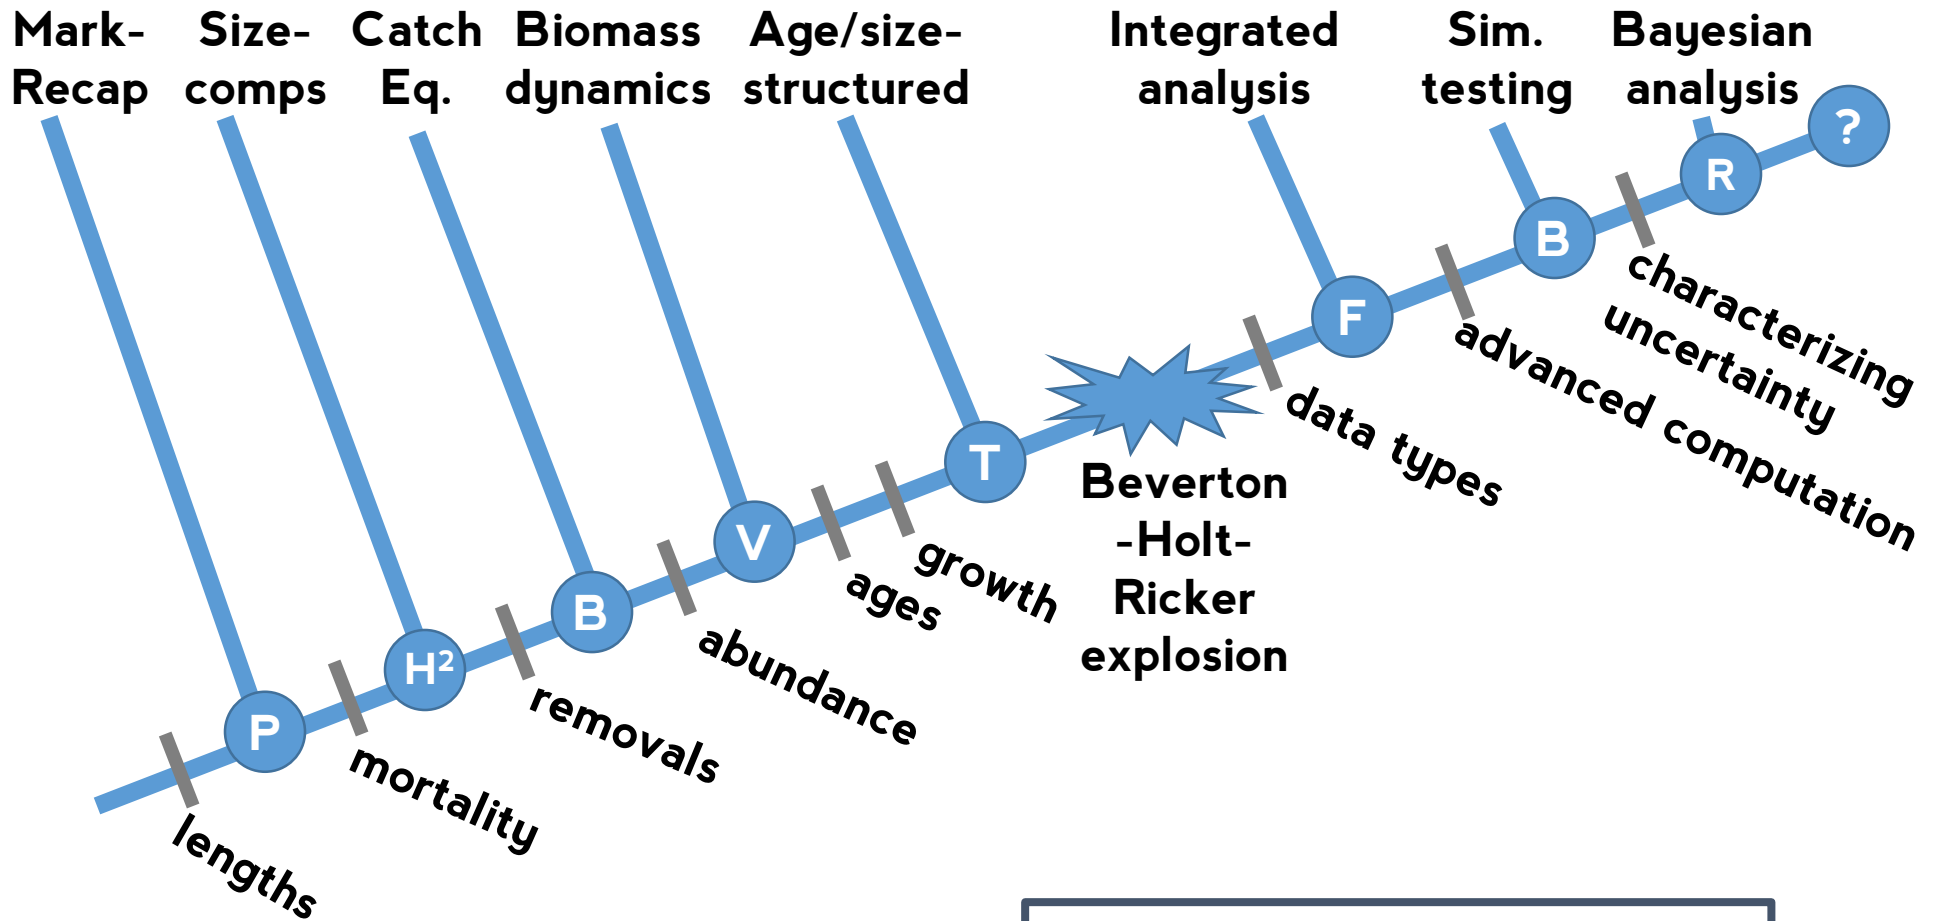 Mark-
Recap
Size-
comps
Catch
Eq.
Biomass
dynamics
Age/size-
structured
Integrated
analysis
Sim.
testing
Bayesian
analysis
?
R
B
F
T
V
B
H²
P
characterizing
uncertainty
advanced computation
data types
Beverton
-Holt-
Ricker
explosion
growth
ages
abundance
removals
mortality
lengths